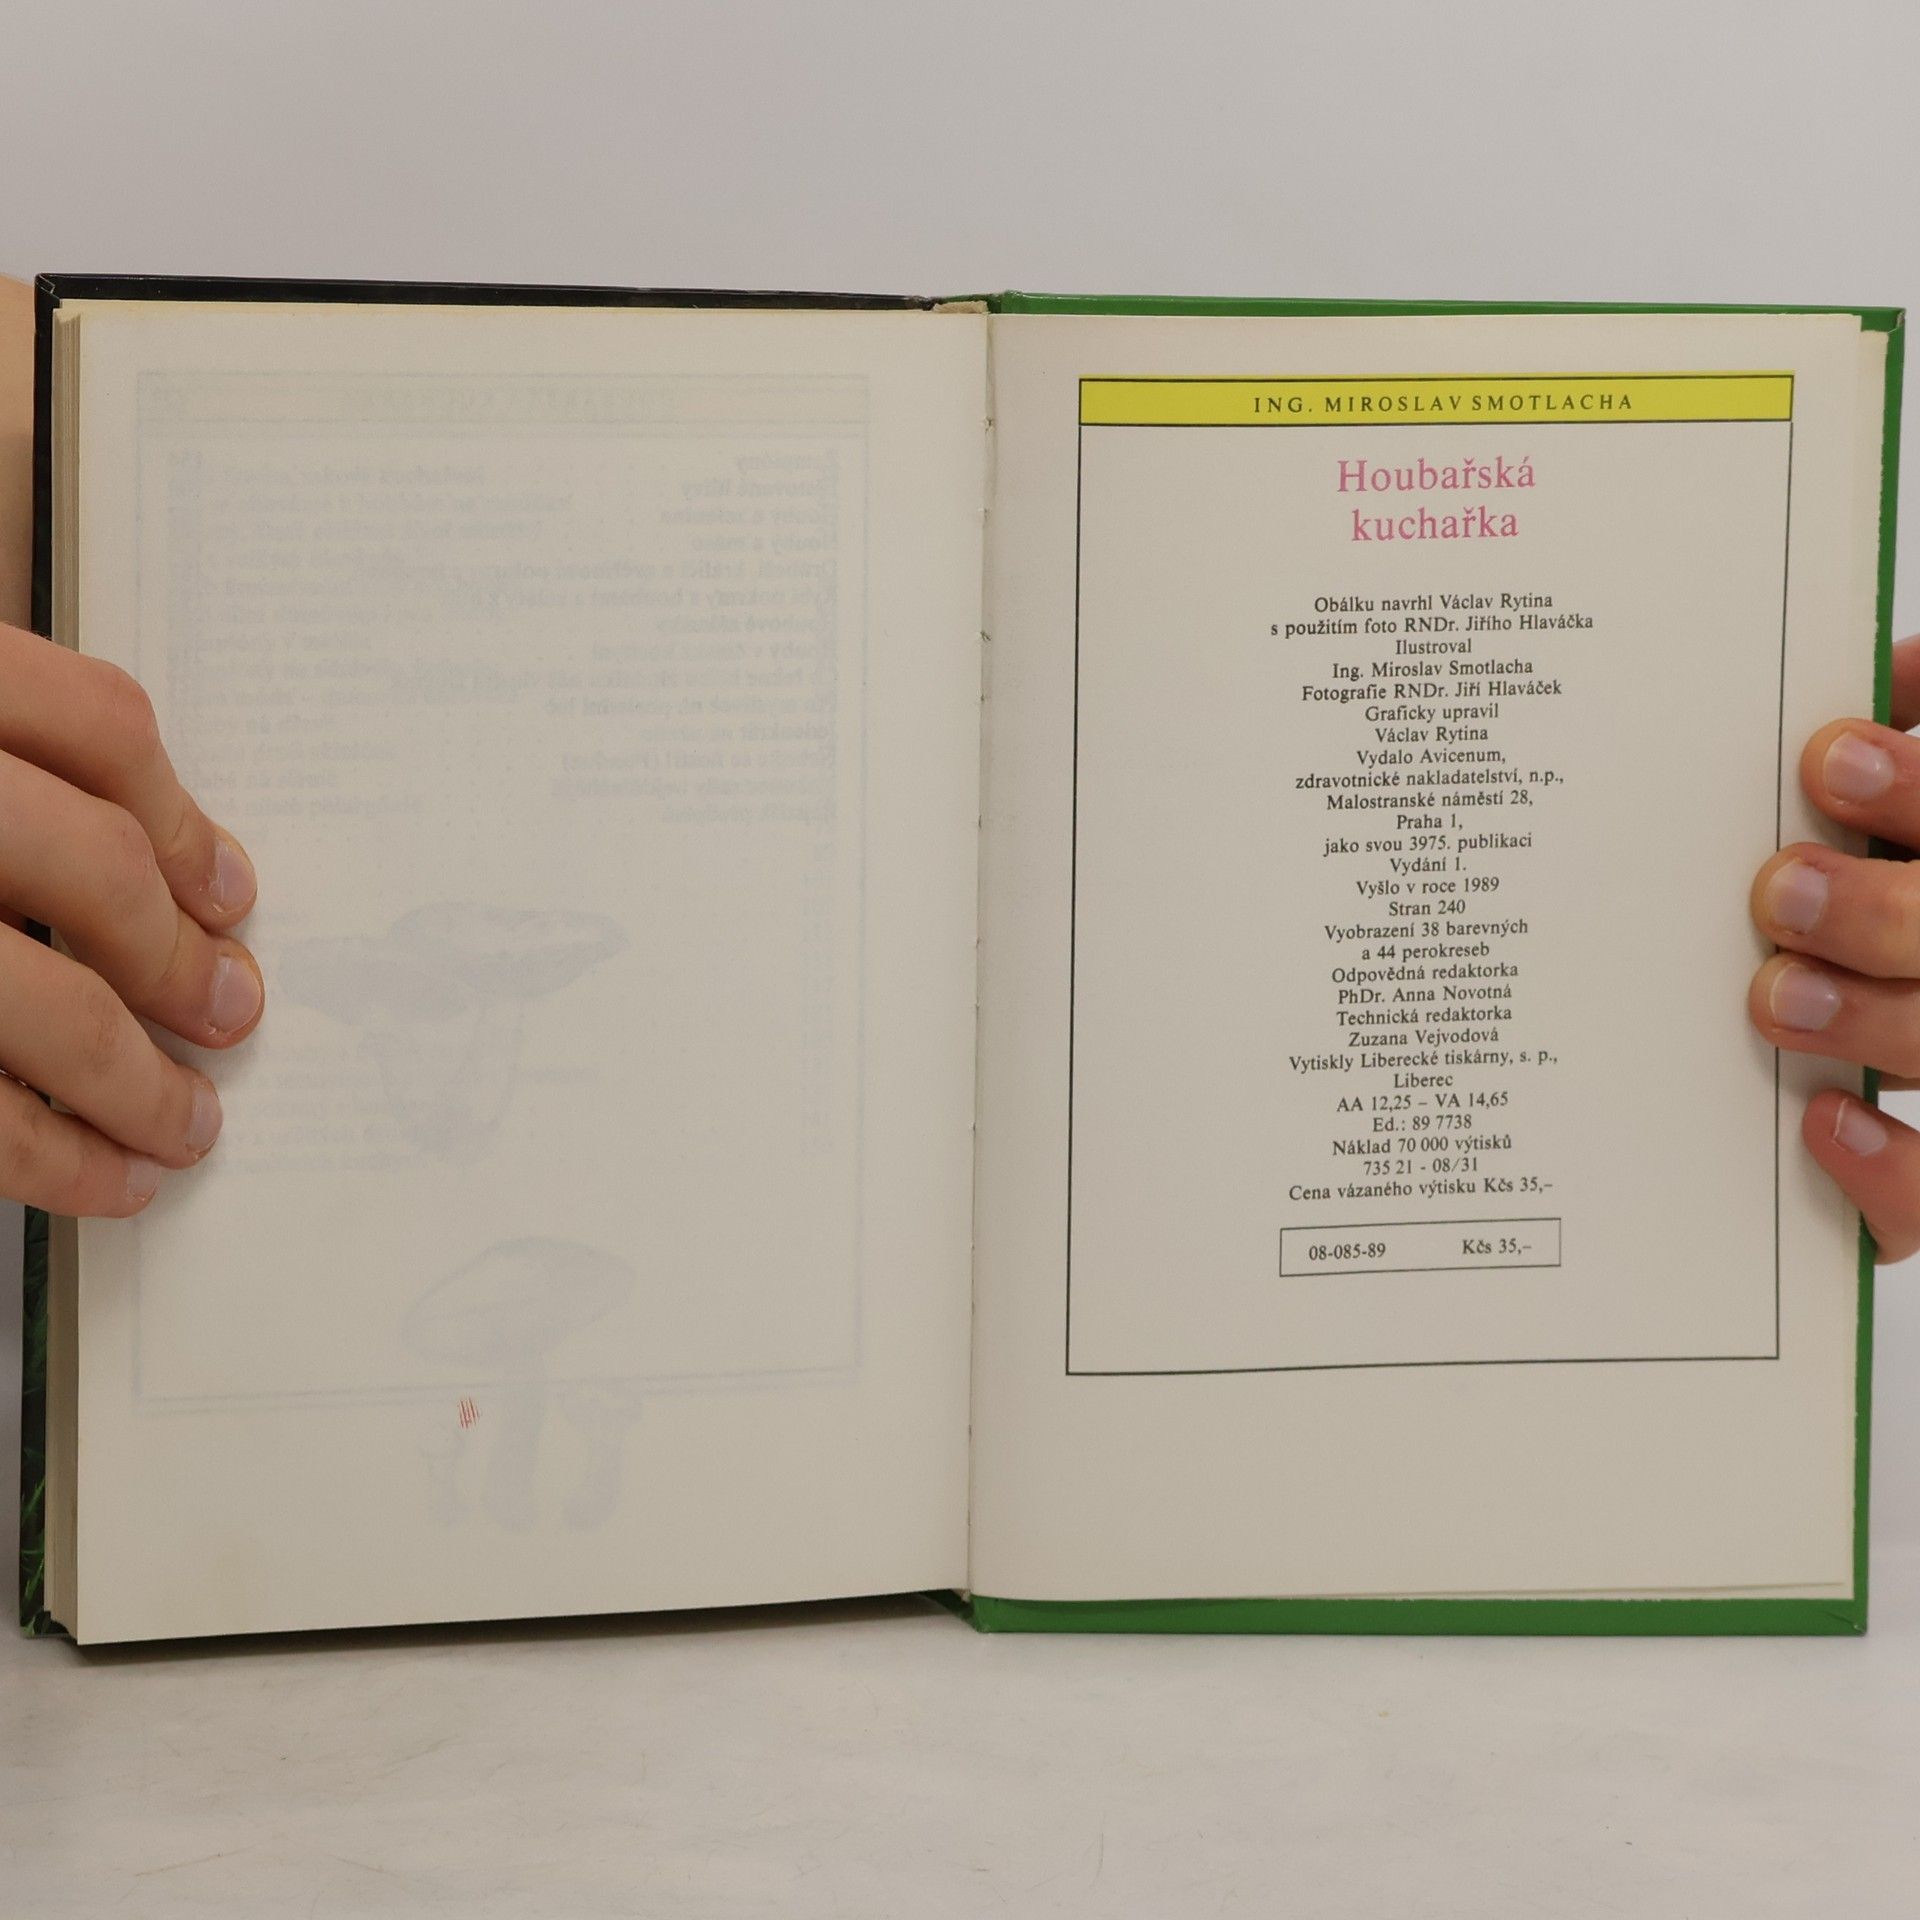 ING. MIROSLAV SMOTLACHA
Houbařská
kuchařka
Obálku navrhl Václav Rytina
s použitím foto RNDr. Jiřího Hlaváčka
Ilustroval
Ing. Miroslav Smotlacha
Fotografie RNDr. Jiří Hlaváček
Graficky upravil
Václav Rytina
Vydalo Avicenum,
zdravotnické nakladatelství, n.p.,
Malostranské náměstí 28,
Praha 1,
jako svou 3975. publikaci
Vydání 1.
Vyšlo v roce 1989
Stran 240
Vyobrazení 38 barevných
a 44 perokreseb
Odpovědná redaktorka
PhDr. Anna Novotná
Technická redaktorka
Zuzana Vejvodová
Vytiskly Liberecké tiskárny, s. p.,
Liberec
AA 12,25 – VA 14,65
Ed.: 89 7738
Náklad 70 000 výtisků
735 21 - 08/31
Cena vázaného výtisku Kčs 35,–
08-085-89 Kčs 35,–